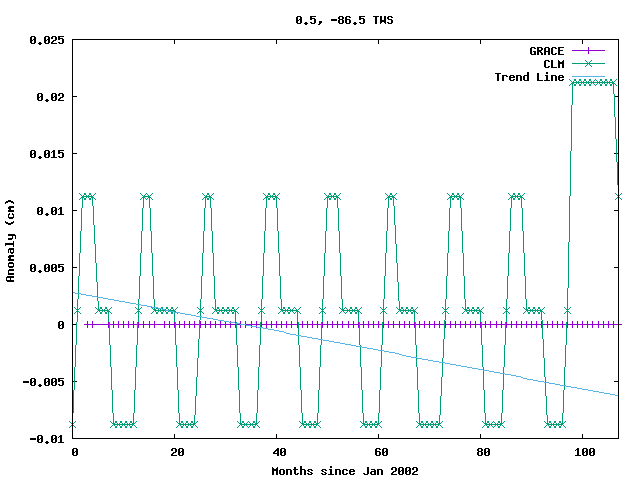 0.5, -86.5 TWS
0.025
0.02
0.015
0.01
0.005
0
-0.005
-0.01
GRACE
CLM
Trend Line
Anomaly (cm)
0 20 40 60 80 100
Months since Jan 2002